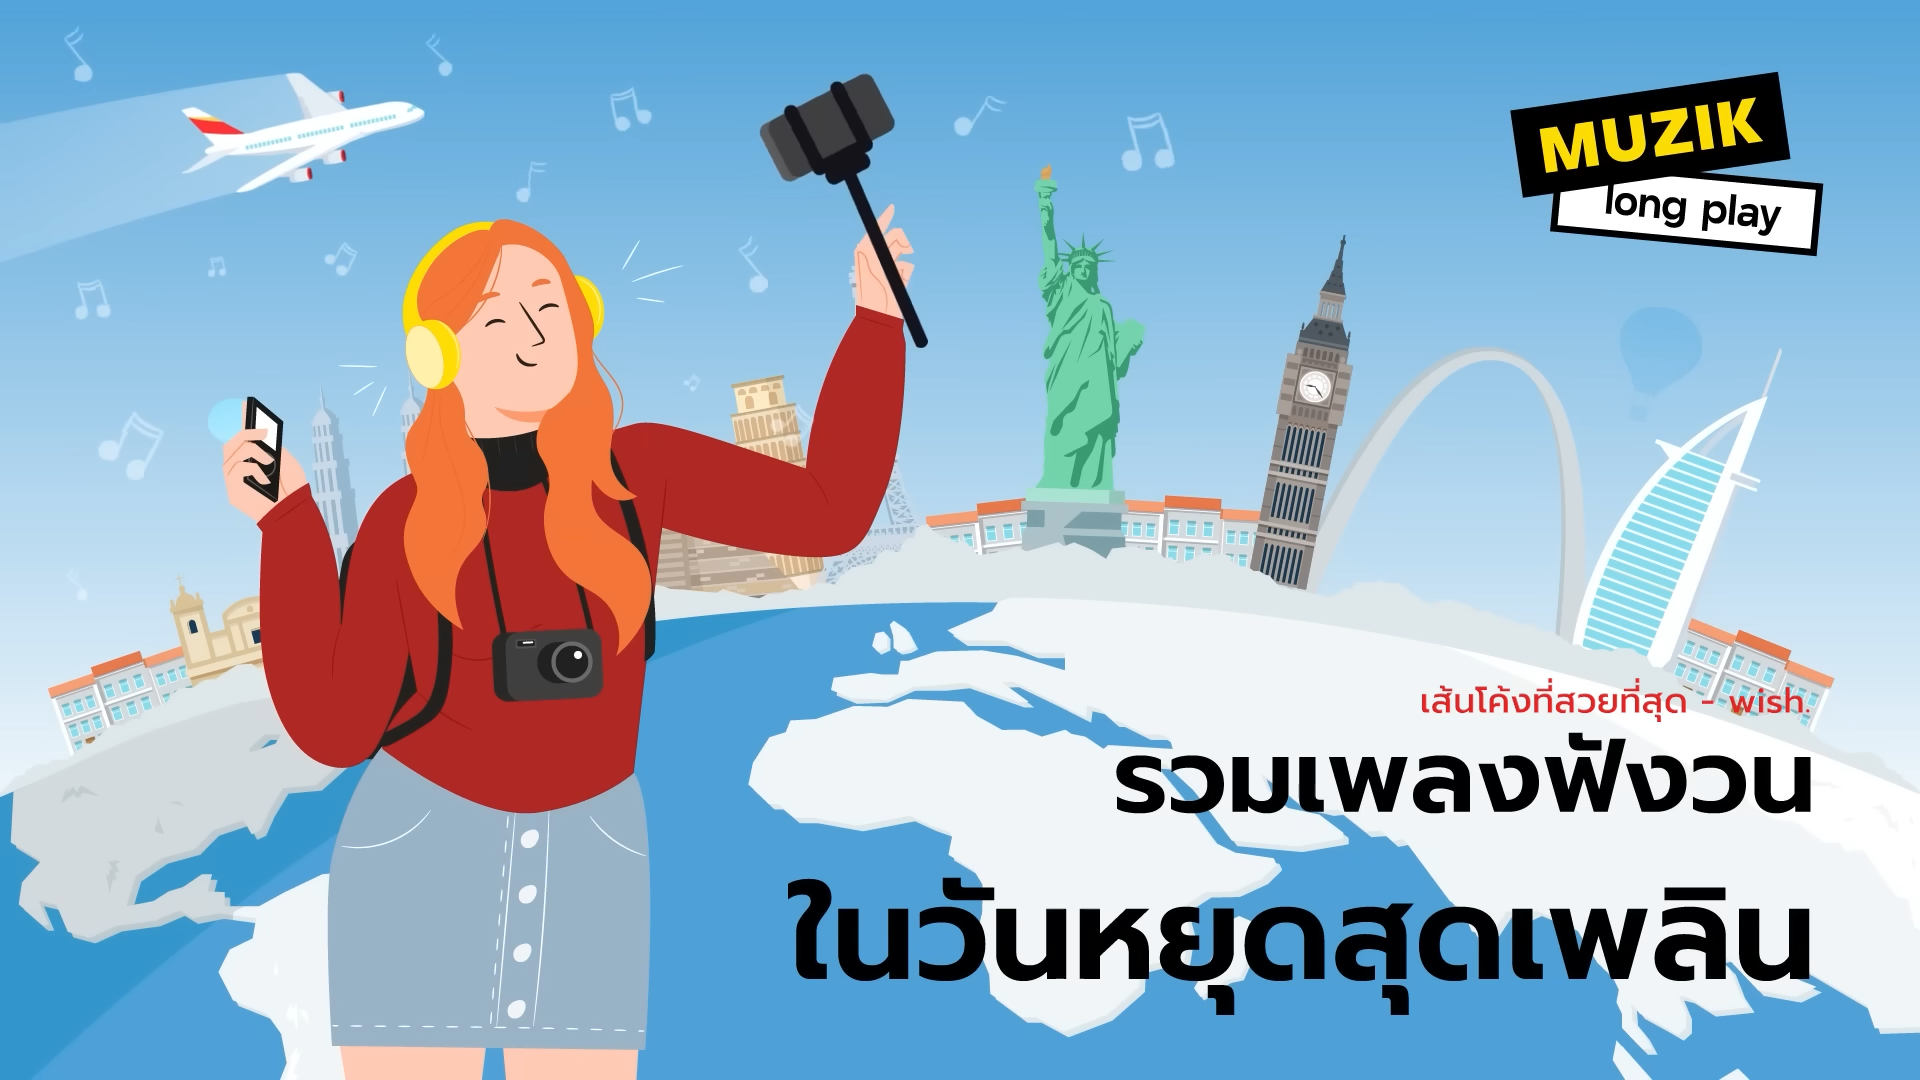 MUZIK
long play
เส้นโค้งที่สวยที่สุด - wish.
รวมเพลงฟังวน
ในวันหยุดสุดเพลิน